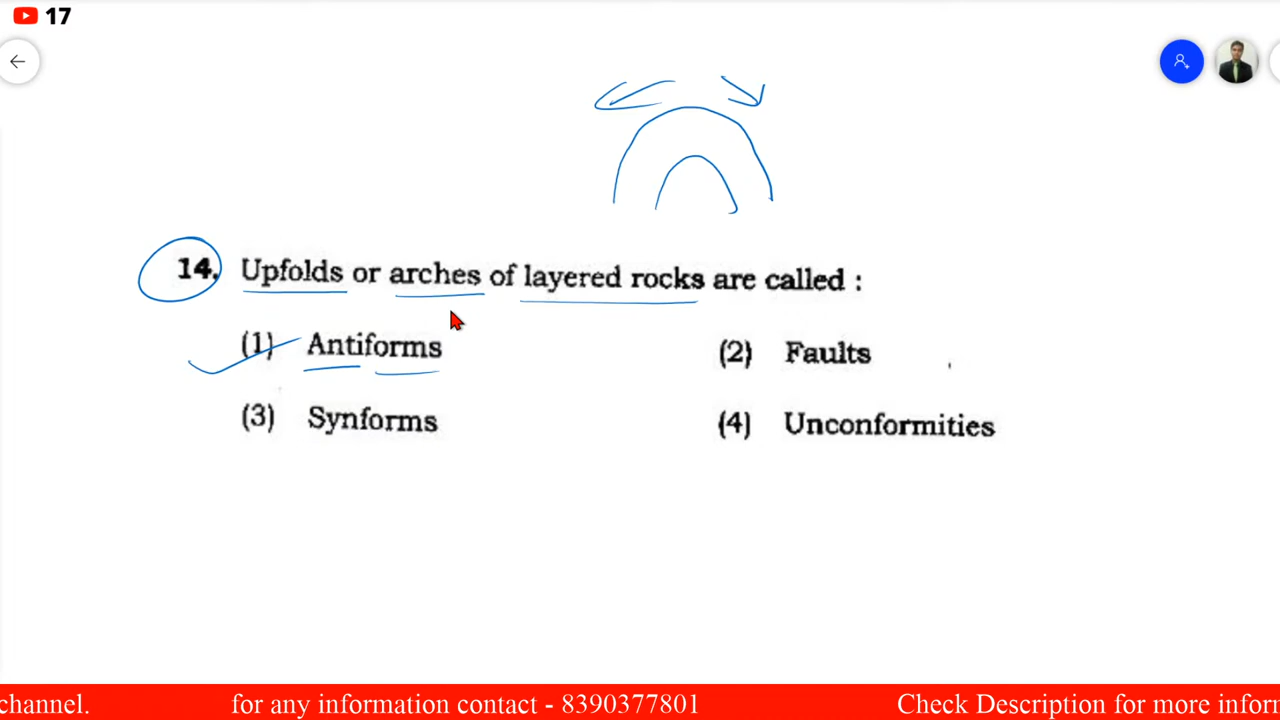 17
14. Upfolds or arches of layered rocks are called :
(1) Antiforms (2) Faults
(3) Synforms (4) Unconformities
channel. for any information contact - 8390377801 Check Description for more inform